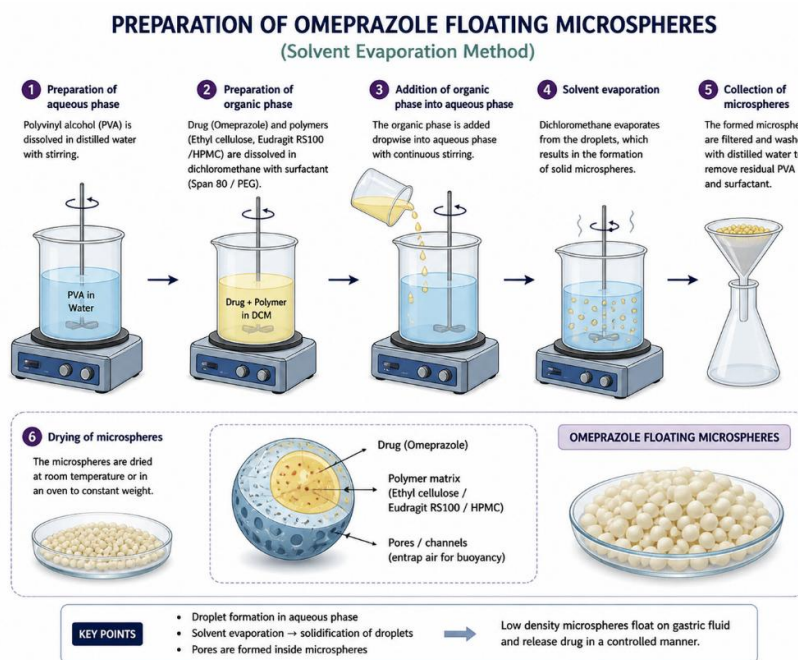 PREPARATION OF OMEPRAZOLE FLOATING MICROSPHERES
(Solvent Evaporation Method)
1 Preparation of
aqueous phase
Polyvinyl alcohol (PVA) is
dissolved in distilled water
with stirring.
PVA in
Water
2 Preparation of
organic phase
Drug (Omeprazole) and polymers
(Ethyl cellulose, Eudragit RS100
/HPMC) are dissolved in
dichloromethane with surfactant
(Span 80 / PEG).
Drug + Polymer
in DCM
3 Addition of organic
phase into aqueous phase
The organic phase is added
dropwise into aqueous phase
with continuous stirring.
4 Solvent evaporation
Dichloromethane evaporates
from the droplets, which
results in the formation
of solid microspheres.
5 Collection of
microspheres
The formed microsphe
are filtered and washe
with distilled water t
remove residual PVA
and surfactant.
6 Drying of microspheres
The microspheres are dried
at room temperature or in
an oven to constant weight.
Drug (Omeprazole)
Polymer matrix
(Ethyl cellulose /
Eudragit RS100 / HPMC)
Pores / channels
(entrap air for buoyancy)
OMEPRAZOLE FLOATING MICROSPHERES
KEY POINTS
• Droplet formation in aqueous phase
• Solvent evaporation → solidification of droplets
• Pores are formed inside microspheres
Low density microspheres float on gastric fluid
and release drug in a controlled manner.